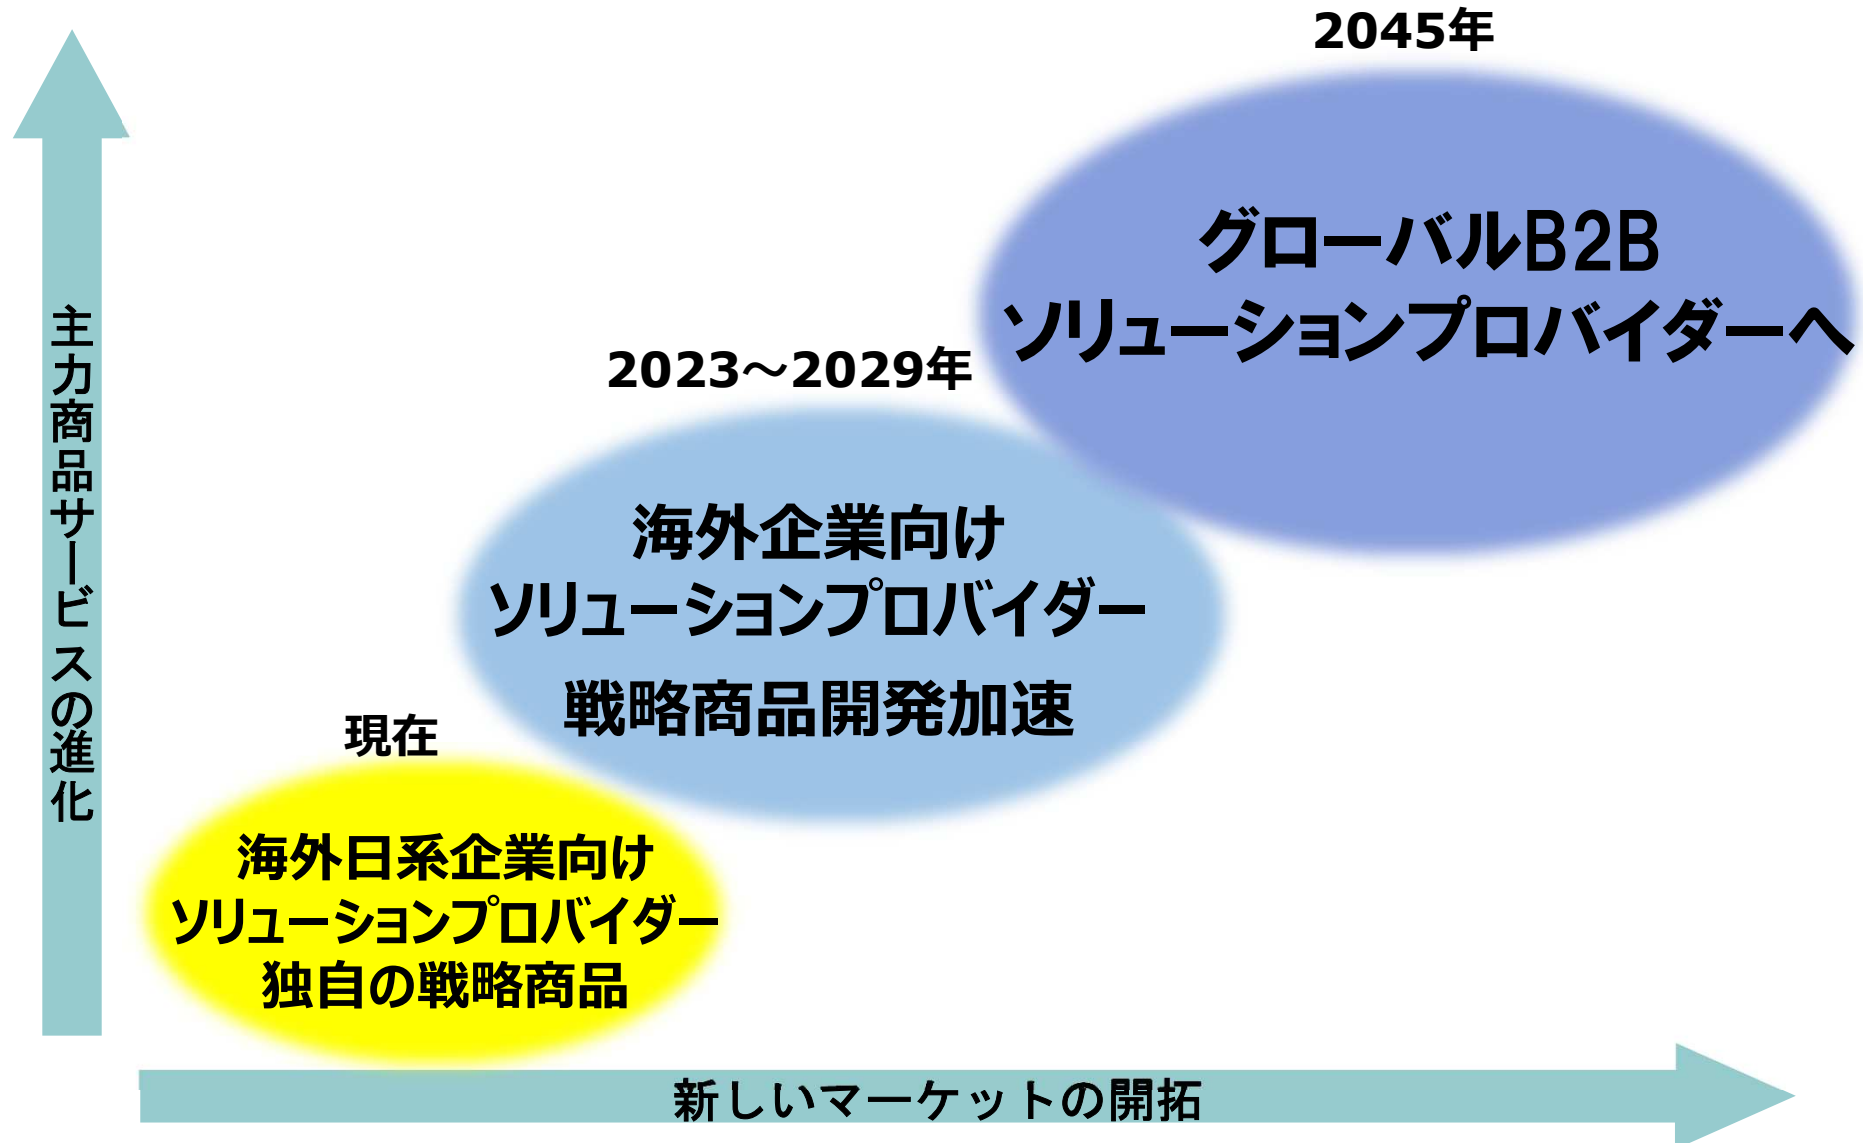 2045年
グローバルB2B
ソリューションプロバイダーへ
2023～2029年
海外企業向け
ソリューションプロバイダー
戦略商品開発加速
現在
海外日系企業向け
ソリューションプロバイダー
独自の戦略商品
主力商品サービスの進化
新しいマーケットの開拓